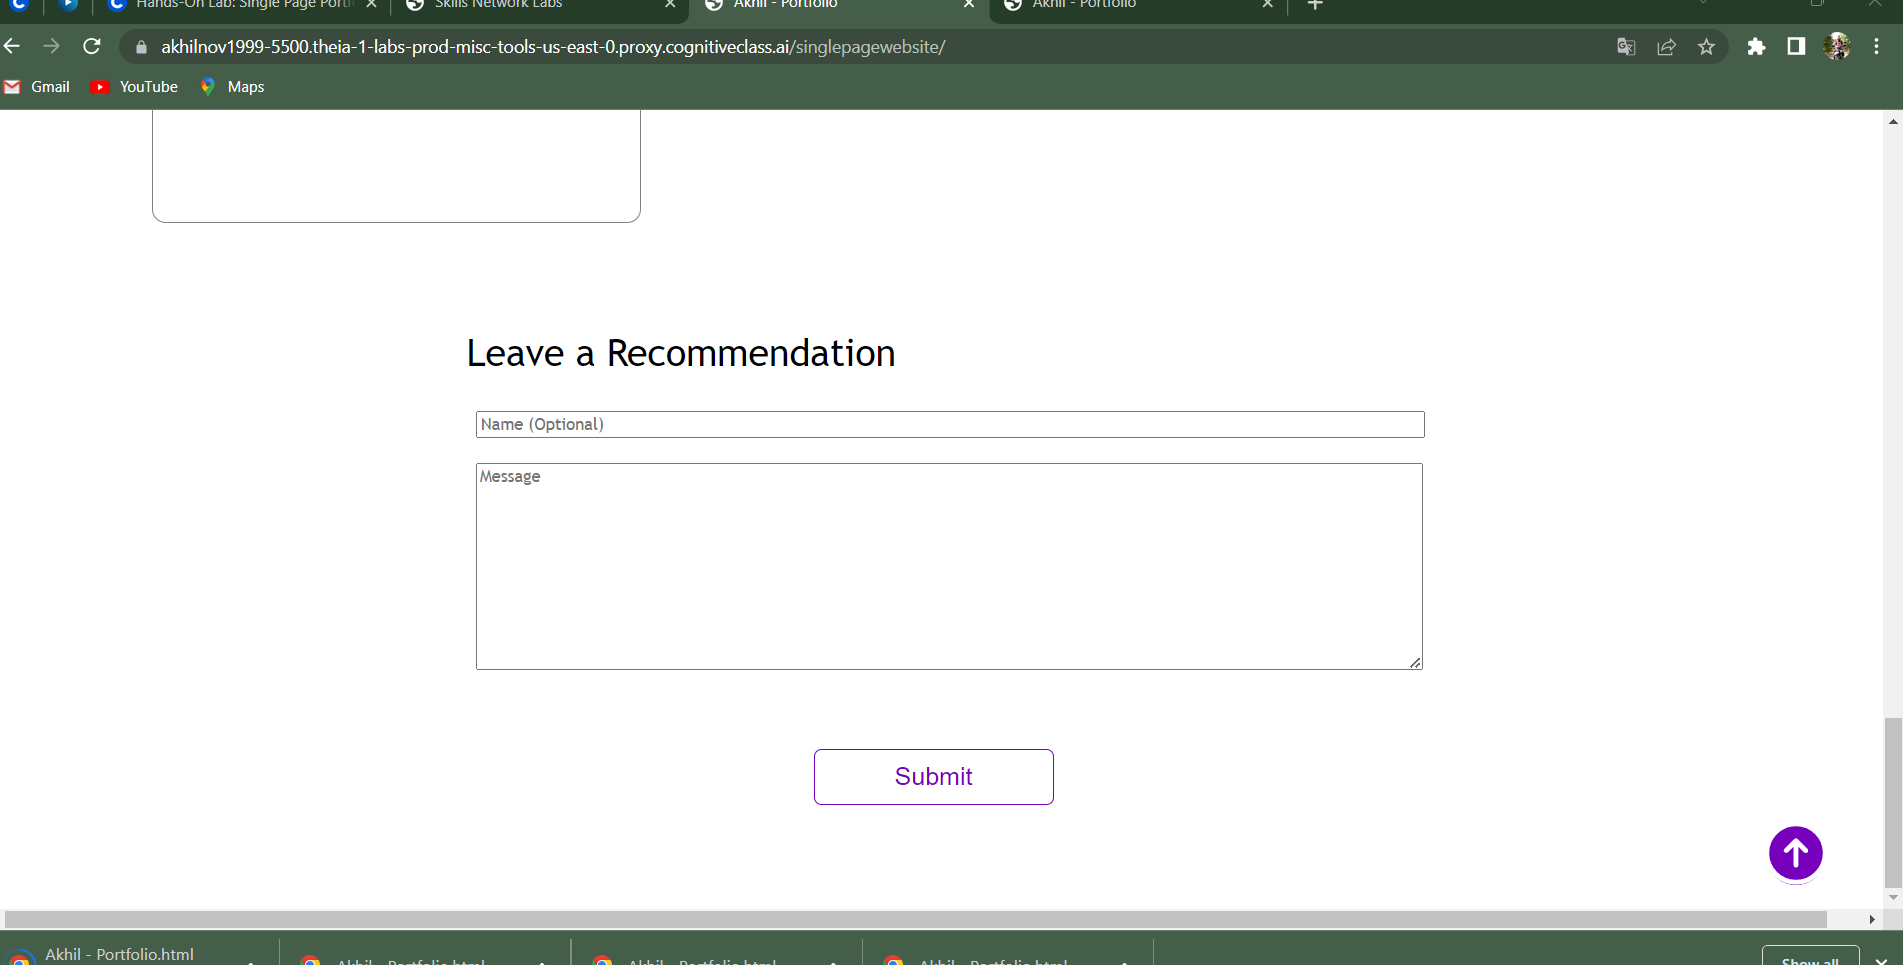 Hands-On Lab: Single Page Portf
Skills Network Labs
Akhil - Portfolio
Akhil - Portfolio
akhilnov1999-5500.theia-1-labs-prod-misc-tools-us-east-0.proxy.cognitiveclass.ai/singlepagewebsite/
Gmail
YouTube
Maps
Leave a Recommendation
Name (Optional)
Message
Submit
Akhil - Portfolio.html
Akhil - Portfolio.html
Akhil - Portfolio.html
Akhil - Portfolio.html
Show all